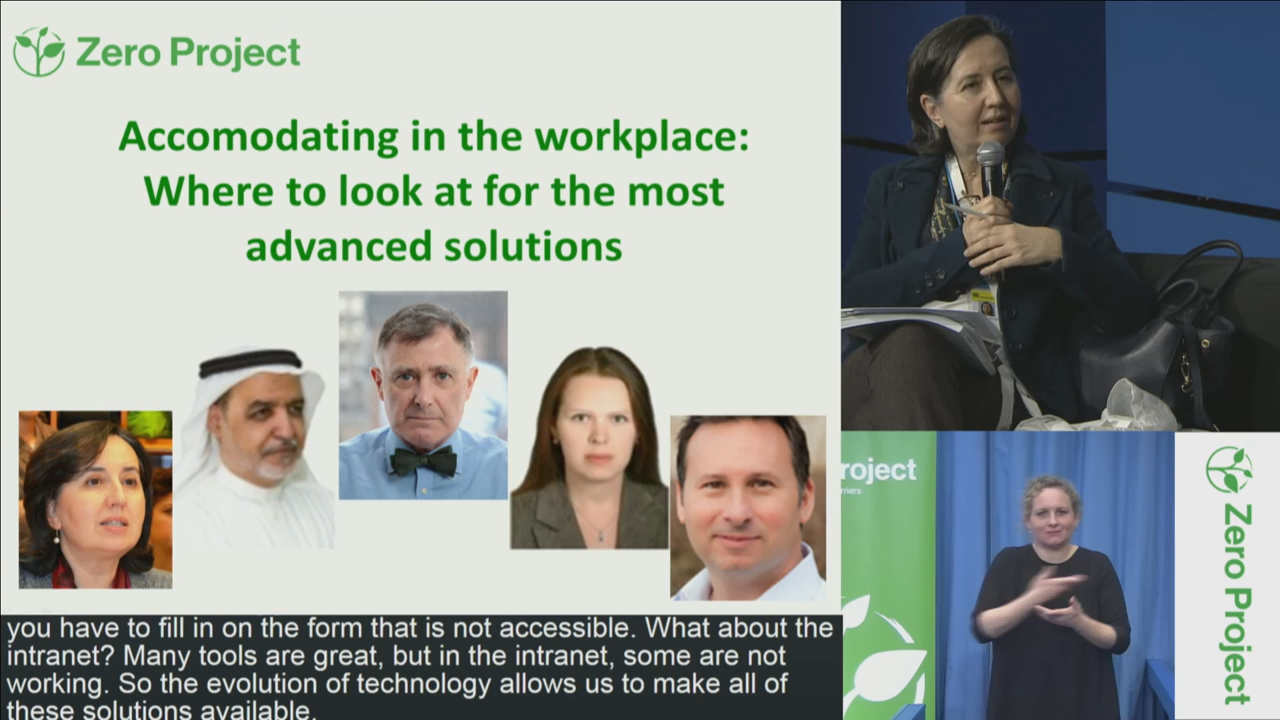 Zero Project
Accomodating in the workplace:
Where to look at for the most
advanced solutions
you have to fill in on the form that is not accessible. What about the
intranet? Many tools are great, but in the intranet, some are not
working. So the evolution of technology allows us to make all of
these solutions available.
roject
rriers
Zero Project